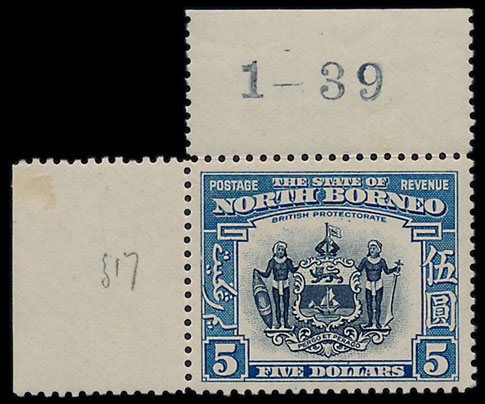 1-39
POSTAGE THE STATE OF REVENUE
NORTH BORNEO
BRITISH PROTECTORATE
伍圓
517
PERGO ET PERAGO
5 FIVE DOLLARS 5